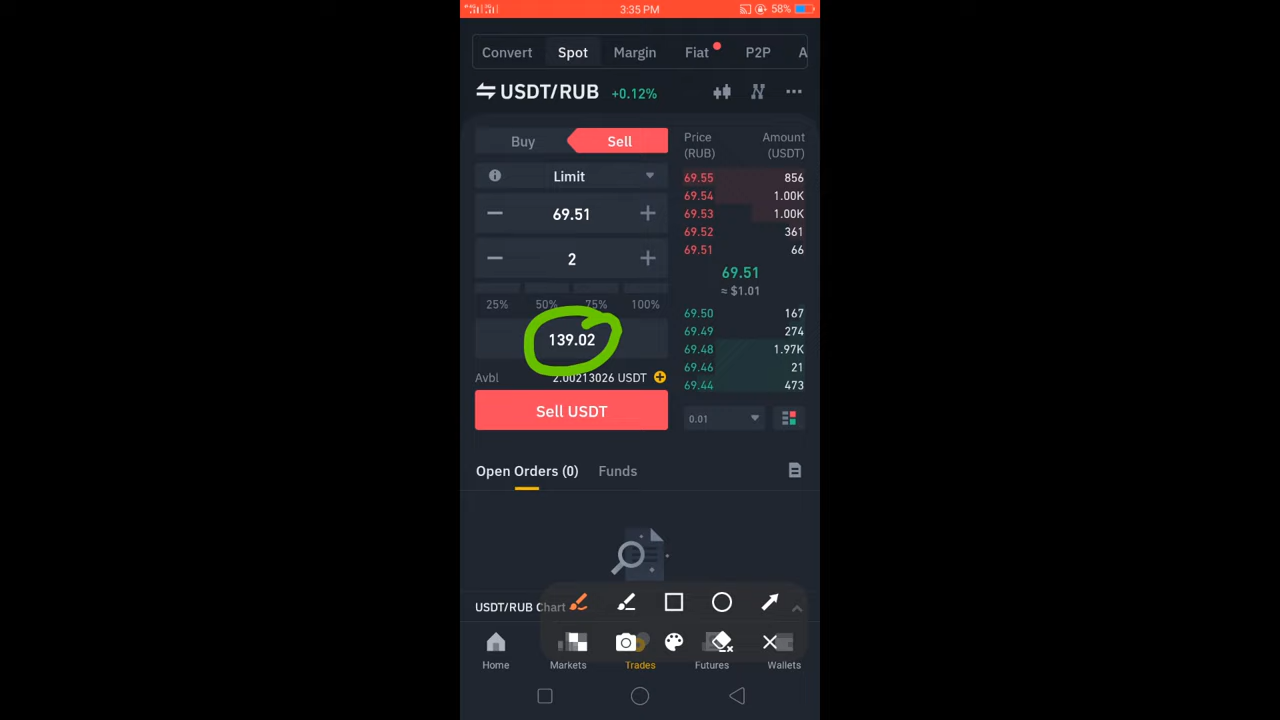 3:35 PM 58%
Convert Spot Margin Fiat P2P A
USDT/RUB +0.12%
Buy Sell
Limit
69.51
2
25% 50% 75% 100%
139.02
Avbl 2.00213026 USDT
Sell USDT
Price (RUB) Amount (USDT)
69.55 856
69.54 1.00K
69.53 1.00K
69.52 361
69.51 66
69.51
≈ $1.01
69.50 167
69.49 274
69.48 1.97K
69.46 21
69.44 473
0.01
Open Orders (0) Funds
USDT/RUB Chart
Home Markets Trades Futures Wallets